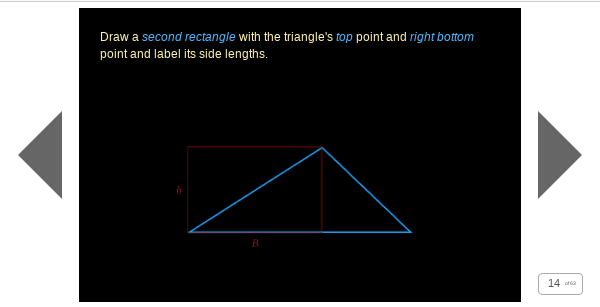 Draw a second rectangle with the triangle's top point and right bottom
point and label its side lengths.
h
B
14 of 63